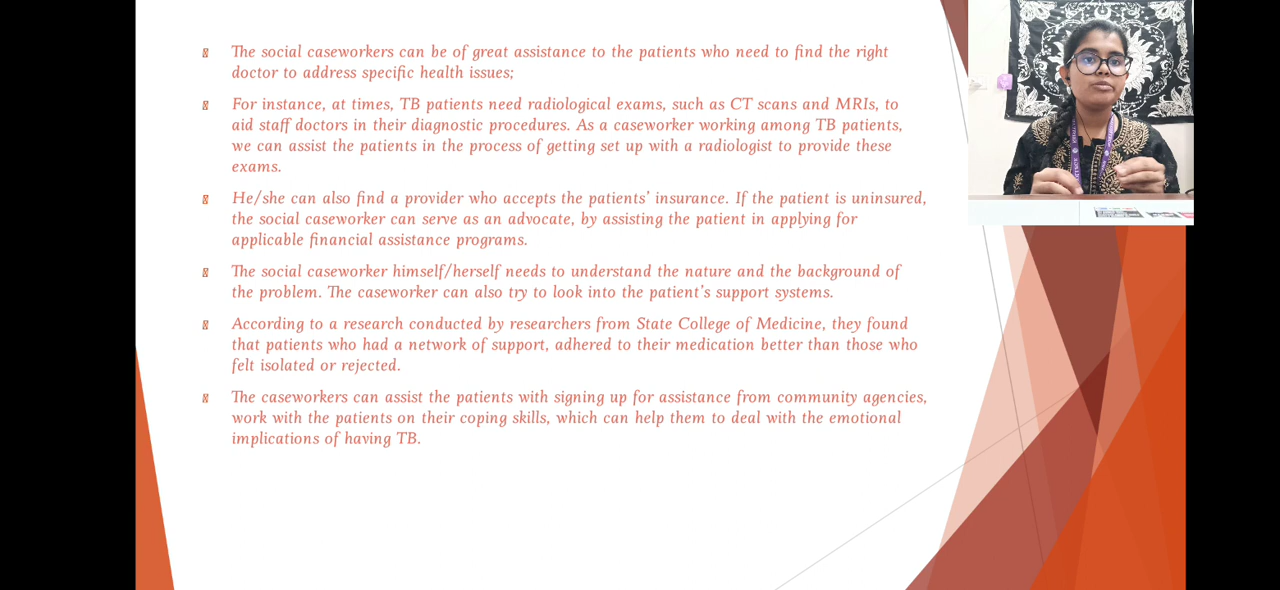 The social caseworkers can be of great assistance to the patients who need to find the right
doctor to address specific health issues;
For instance, at times, TB patients need radiological exams, such as CT scans and MRIs, to
aid staff doctors in their diagnostic procedures. As a caseworker working among TB patients,
we can assist the patients in the process of getting set up with a radiologist to provide these
exams.
He/she can also find a provider who accepts the patients' insurance. If the patient is uninsured,
the social caseworker can serve as an advocate, by assisting the patient in applying for
applicable financial assistance programs.
The social caseworker himself/herself needs to understand the nature and the background of
the problem. The caseworker can also try to look into the patient's support systems.
According to a research conducted by researchers from State College of Medicine, they found
that patients who had a network of support, adhered to their medication better than those who
felt isolated or rejected.
The caseworkers can assist the patients with signing up for assistance from community agencies,
work with the patients on their coping skills, which can help them to deal with the emotional
implications of having TB.